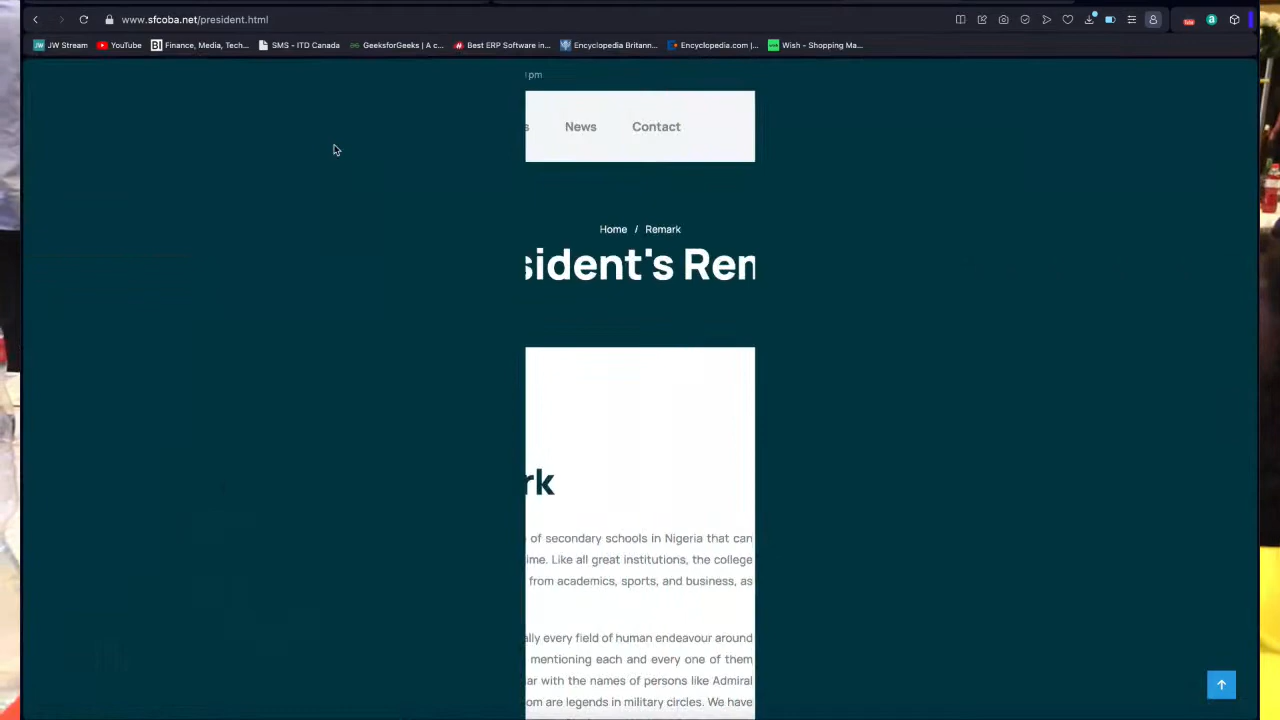 www.sfcoba.net/president.html
JW Stream YouTube Finance, Media, Tech... SMS - ITD Canada GeeksforGeeks | A c... Best ERP Software in... Encyclopedia Britann... Encyclopedia.com |... Wish - Shopping Ma...
pm
s News Contact
Home / Remark
sident's Ren
rk
of secondary schools in Nigeria that can
ime. Like all great institutions, the college
from academics, sports, and business, as
ally every field of human endeavour around
mentioning each and every one of them
ar with the names of persons like Admiral
om are legends in military circles. We have